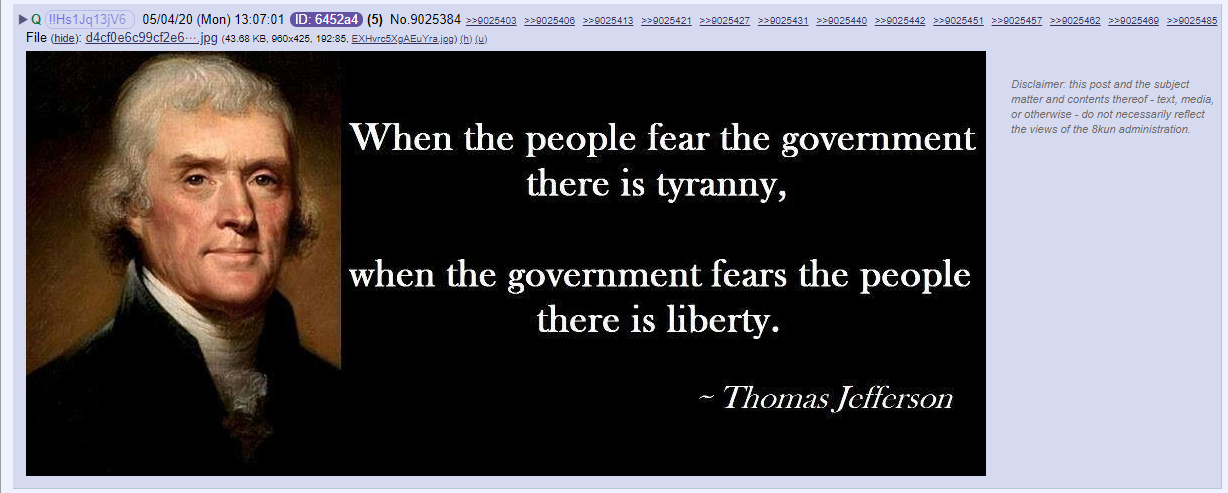 ▶ Q !!Hs1Jq13jV6 05/04/20 (Mon) 13:07:01 ID: 6452a4 (5) No.9025384 >>9025403 >>9025406 >>9025413 >>9025421 >>9025427 >>9025431 >>9025440 >>9025442 >>9025451 >>9025457 >>9025462 >>9025469 >>9025485
File (hide): d4cf0e6c99cf2e6⋯.jpg (43.68 KB, 960x425, 192:85, EXHvrc5XgAEuYra.jpg) (h) (u)
When the people fear the government
there is tyranny,
when the government fears the people
there is liberty.
~ Thomas Jefferson
Disclaimer: this post and the subject
matter and contents thereof - text, media,
or otherwise - do not necessarily reflect
the views of the 8kun administration.